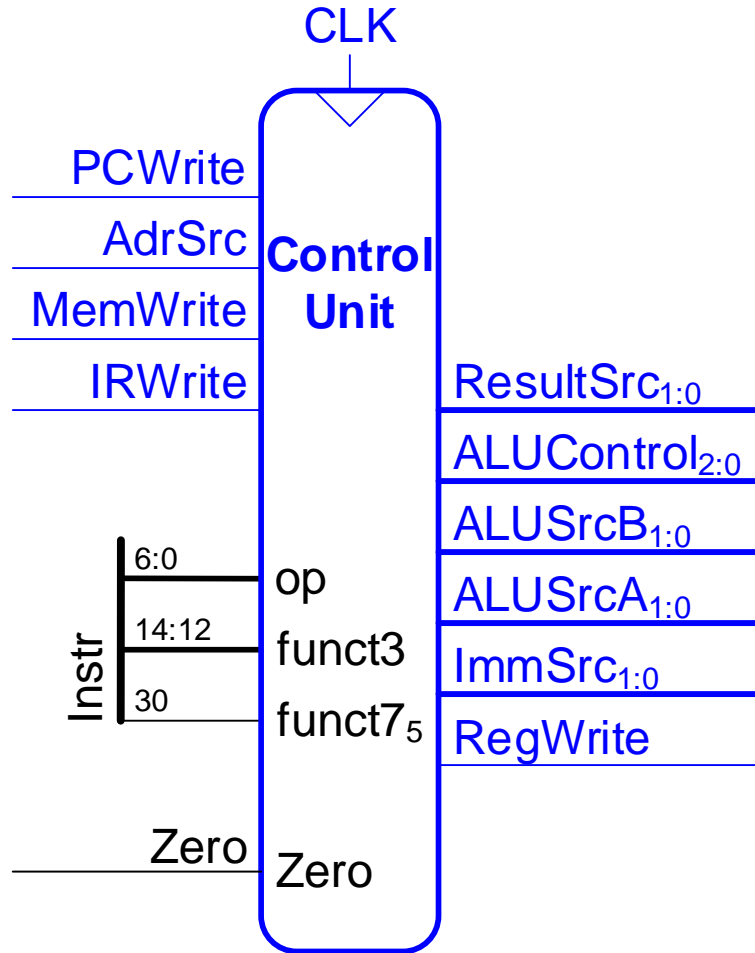 CLK
PCWrite
AdrSrc
MemWrite
IRWrite
Control
Unit
ResultSrc1:0
ALUControl2:0
ALUSrcB1:0
ALUSrcA1:0
ImmSrc1:0
RegWrite
Instr
6:0
op
14:12
funct3
30
funct75
Zero
Zero